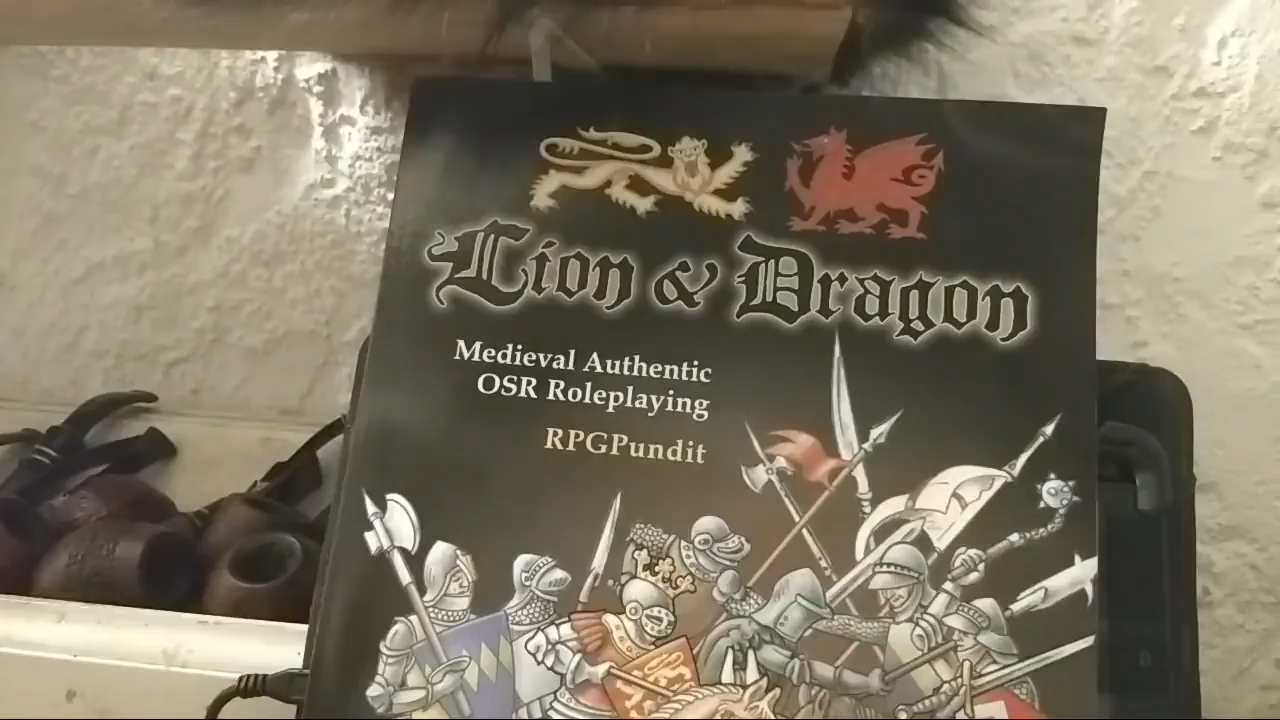 Lion & Dragon
Medieval Authentic
OSR Roleplaying
RPGPundit